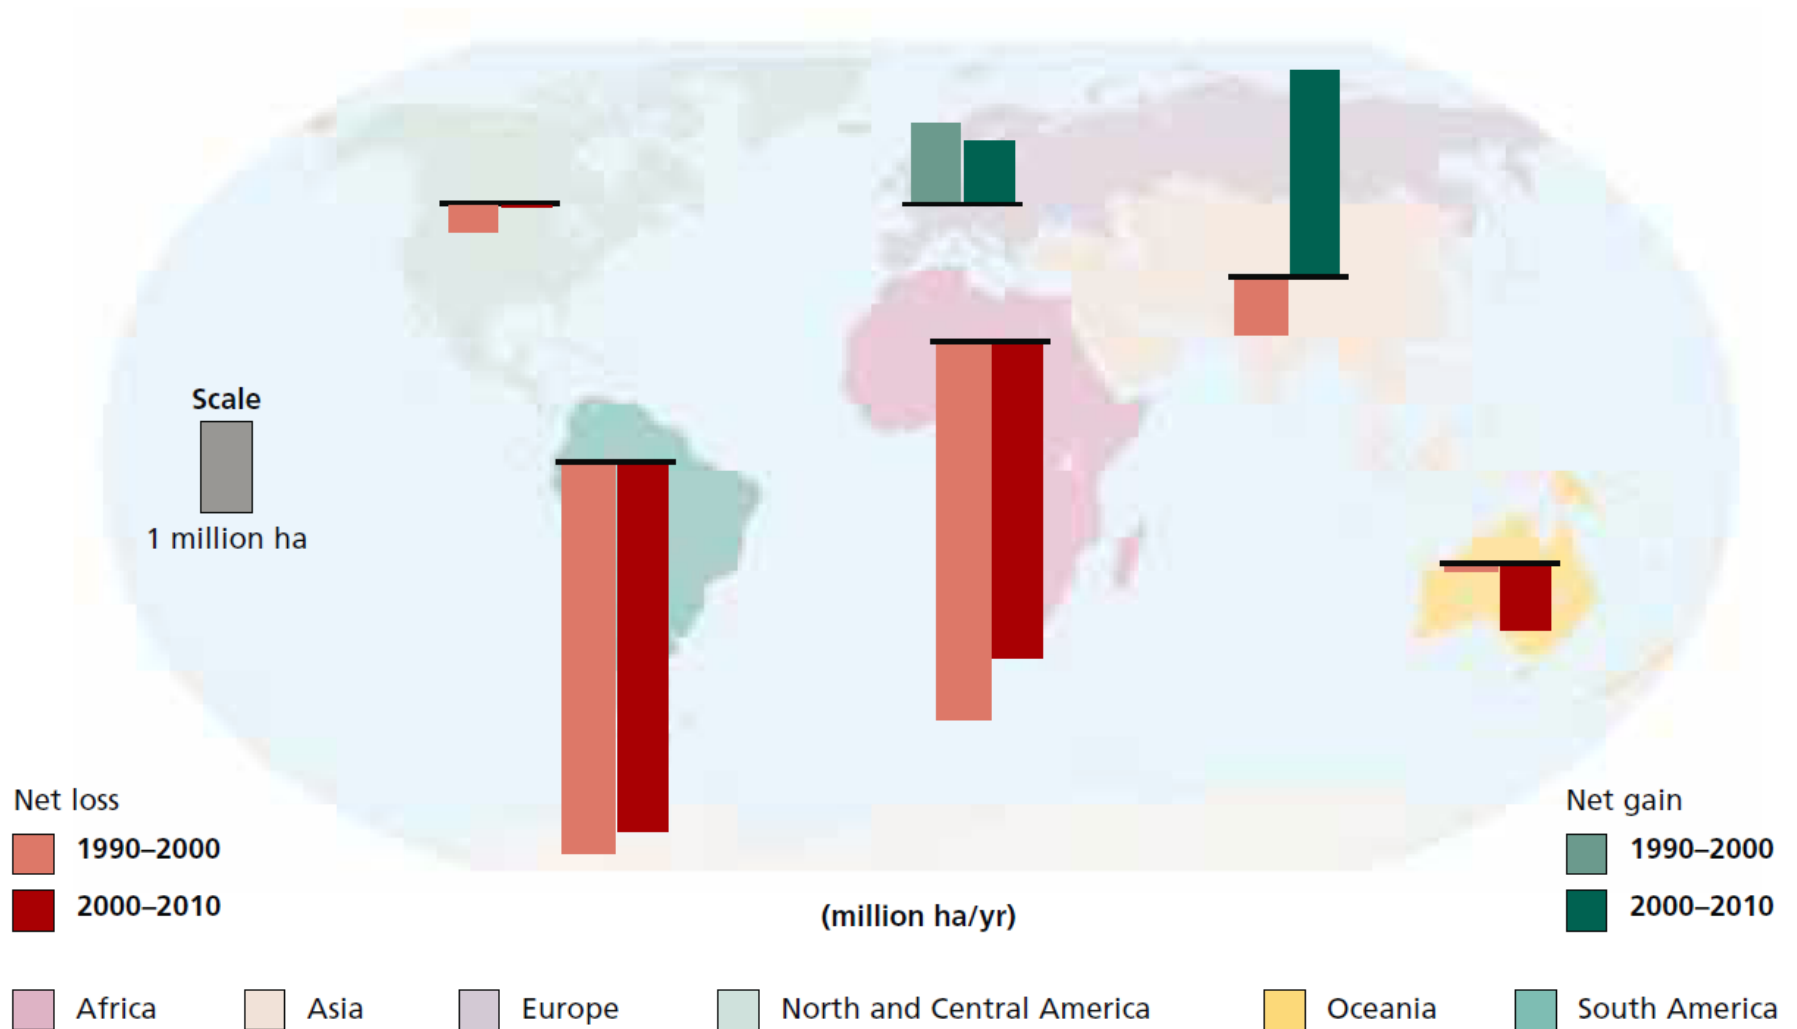 Scale
1 million ha
Net loss
1990–2000
2000–2010
(million ha/yr)
Net gain
1990–2000
2000–2010
Africa
Asia
Europe
North and Central America
Oceania
South America